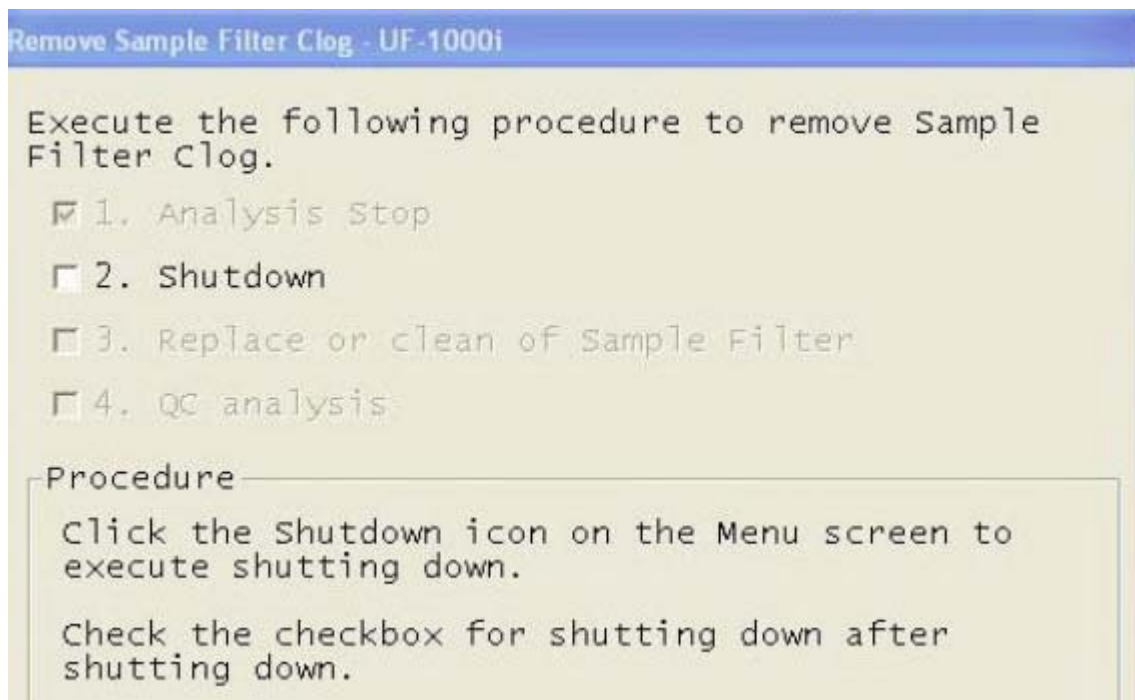 Remove Sample Filter Clog - UF-1000i
Execute the following procedure to remove Sample
Filter Clog.
1. Analysis Stop
2. Shutdown
3. Replace or clean of Sample Filter
4. QC analysis
Procedure
Click the Shutdown icon on the Menu screen to
execute shutting down.
Check the checkbox for shutting down after
shutting down.